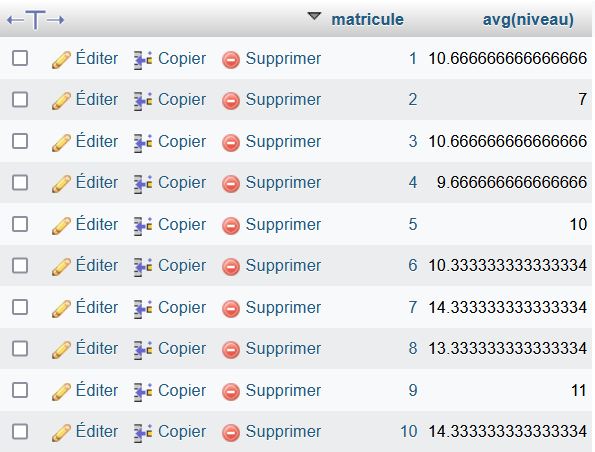 matricule avg(niveau)
Éditer Copier Supprimer 1 10.666666666666666
Éditer Copier Supprimer 2 7
Éditer Copier Supprimer 3 10.666666666666666
Éditer Copier Supprimer 4 9.666666666666666
Éditer Copier Supprimer 5 10
Éditer Copier Supprimer 6 10.333333333333334
Éditer Copier Supprimer 7 14.333333333333334
Éditer Copier Supprimer 8 13.333333333333334
Éditer Copier Supprimer 9 11
Éditer Copier Supprimer 10 14.333333333333334